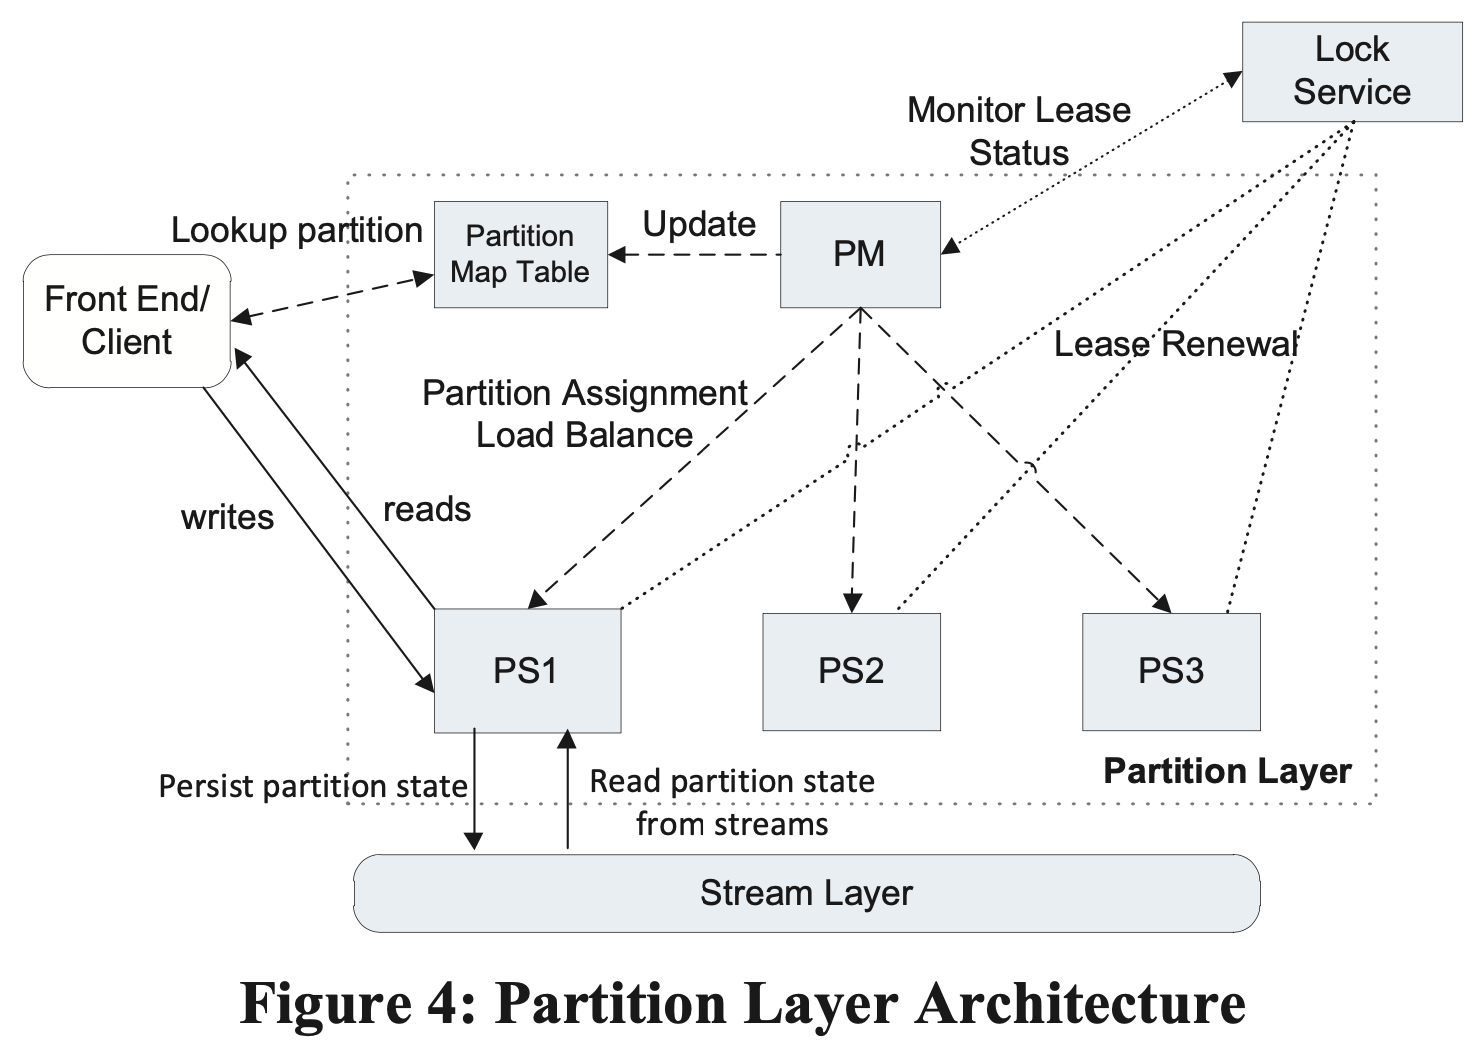 Lock
Service
Monitor Lease
Status
Lookup partition
Partition
Map Table
Update
PM
Front End/
Client
Lease Renewal
Partition Assignment
Load Balance
writes
reads
PS1
PS2
PS3
Partition Layer
Persist partition state
Read partition state
from streams
Stream Layer
Figure 4: Partition Layer Architecture